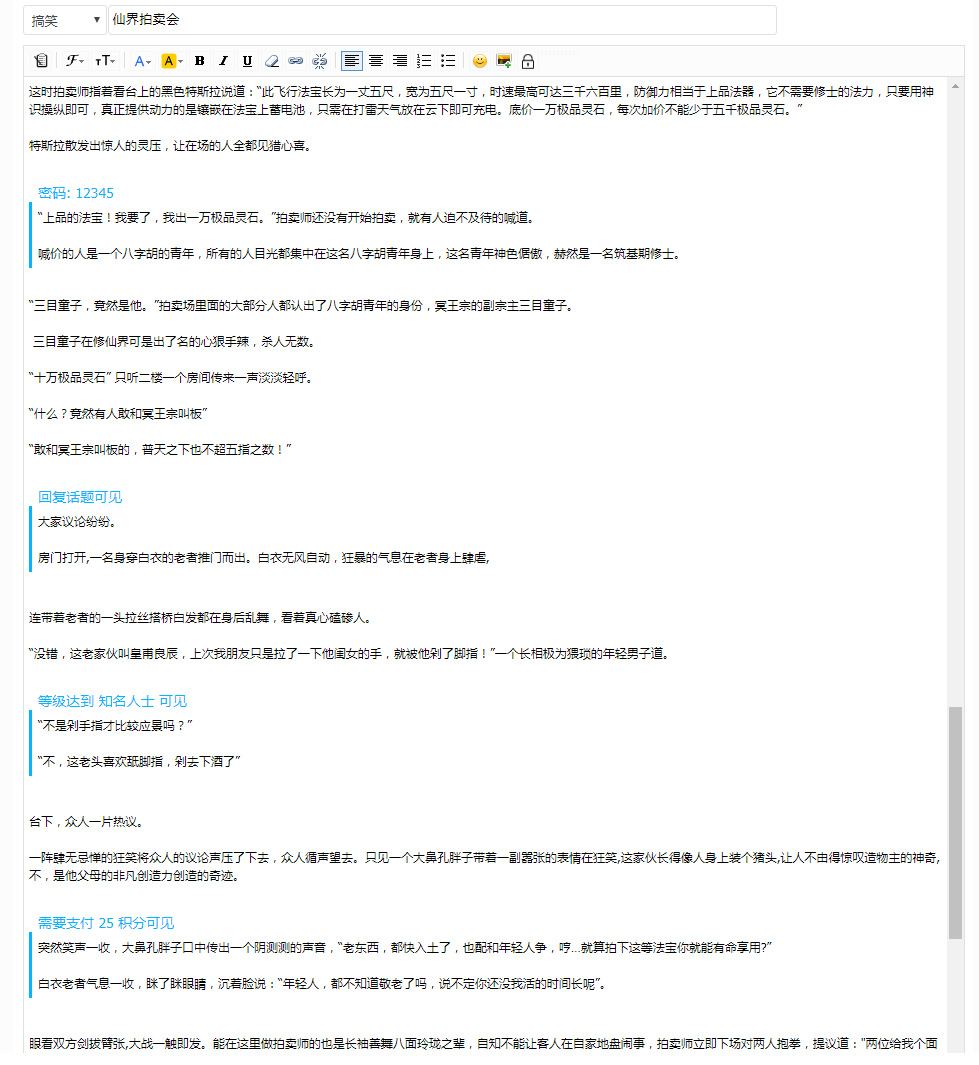 搞笑
仙界拍卖会
这时拍卖师指着看台上的黑色特斯拉说道：“此飞行法宝长为一丈五尺，宽为五尺一寸，时速最高可达三千六百里，防御力相当于上品法器，它不需要修士的法力，只要用神
识操纵即可，真正提供动力的是镶嵌在法宝上蓄电池，只需在打雷天气放在云下即可充电。底价一万极品灵石，每次加价不能少于五千极品灵石。”
特斯拉散发出惊人的灵压，让在场的人全都见猎心喜。
密码: 12345
“上品的法宝！我要了，我出一万极品灵石。”拍卖师还没有开始拍卖，就有人迫不及待的喊道。
喊价的人是一个八字胡的青年，所有的人目光都集中在这名八字胡青年身上，这名青年神色倨傲，赫然是一名筑基期修士。
“三目童子，竟然是他。”拍卖场里面的大部分人都认出了八字胡青年的身份，冥王宗的副宗主三目童子。
三目童子在修仙界可是出了名的心狠手辣，杀人无数。
“十万极品灵石” 只听二楼一个房间传来一声淡淡轻呼。
“什么？竟然有人敢和冥王宗叫板”
“敢和冥王宗叫板的，普天之下也不超五指之数！”
回复话题可见
大家议论纷纷。
房门打开,一名身穿白衣的老者推门而出。白衣无风自动，狂暴的气息在老者身上肆虐,
连带着老者的一头拉丝搭桥白发都在身后乱舞，看着真心磕碜人。
“没错，这老家伙叫皇甫良辰，上次我朋友只是拉了一下他闺女的手，就被他剁了脚指！”一个长相极为猥琐的年轻男子道。
等级达到 知名人士 可见
“不是剁手指才比较应景吗？”
“不，这老头喜欢舐脚指，剁去下酒了”
台下，众人一片热议。
一阵肆无忌惮的狂笑将众人的议论声压了下去，众人循声望去。只见一个大鼻孔胖子带着一副嚣张的表情在狂笑,这家伙长得像人身上装个猪头,让人不由得惊叹造物主的神奇,
不，是他父母的非凡创造力创造的奇迹。
需要支付 25 积分可见
突然笑声一收，大鼻孔胖子口中传出一个阴测测的声音，“老东西，都快入土了，也配和年轻人争，哼...就算拍下这等法宝你就能有命享用?”
白衣老者气息一收，眯了眯眼睛，沉着脸说：“年轻人，都不知道敬老了吗，说不定你还没我活的时间长呢”。
眼看双方剑拔臂张,大战一触即发。能在这里做拍卖师的也是长袖善舞八面玲珑之辈，自知不能让客人在自家地盘闹事，拍卖师立即下场对两人抱拳，提议道：“两位给我个面